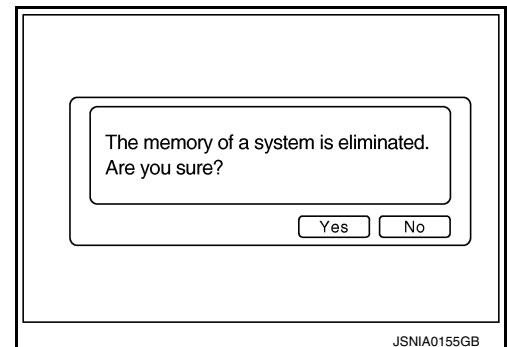 The memory of a system is eliminated.
Are you sure?
Yes No
JSNIA0155GB